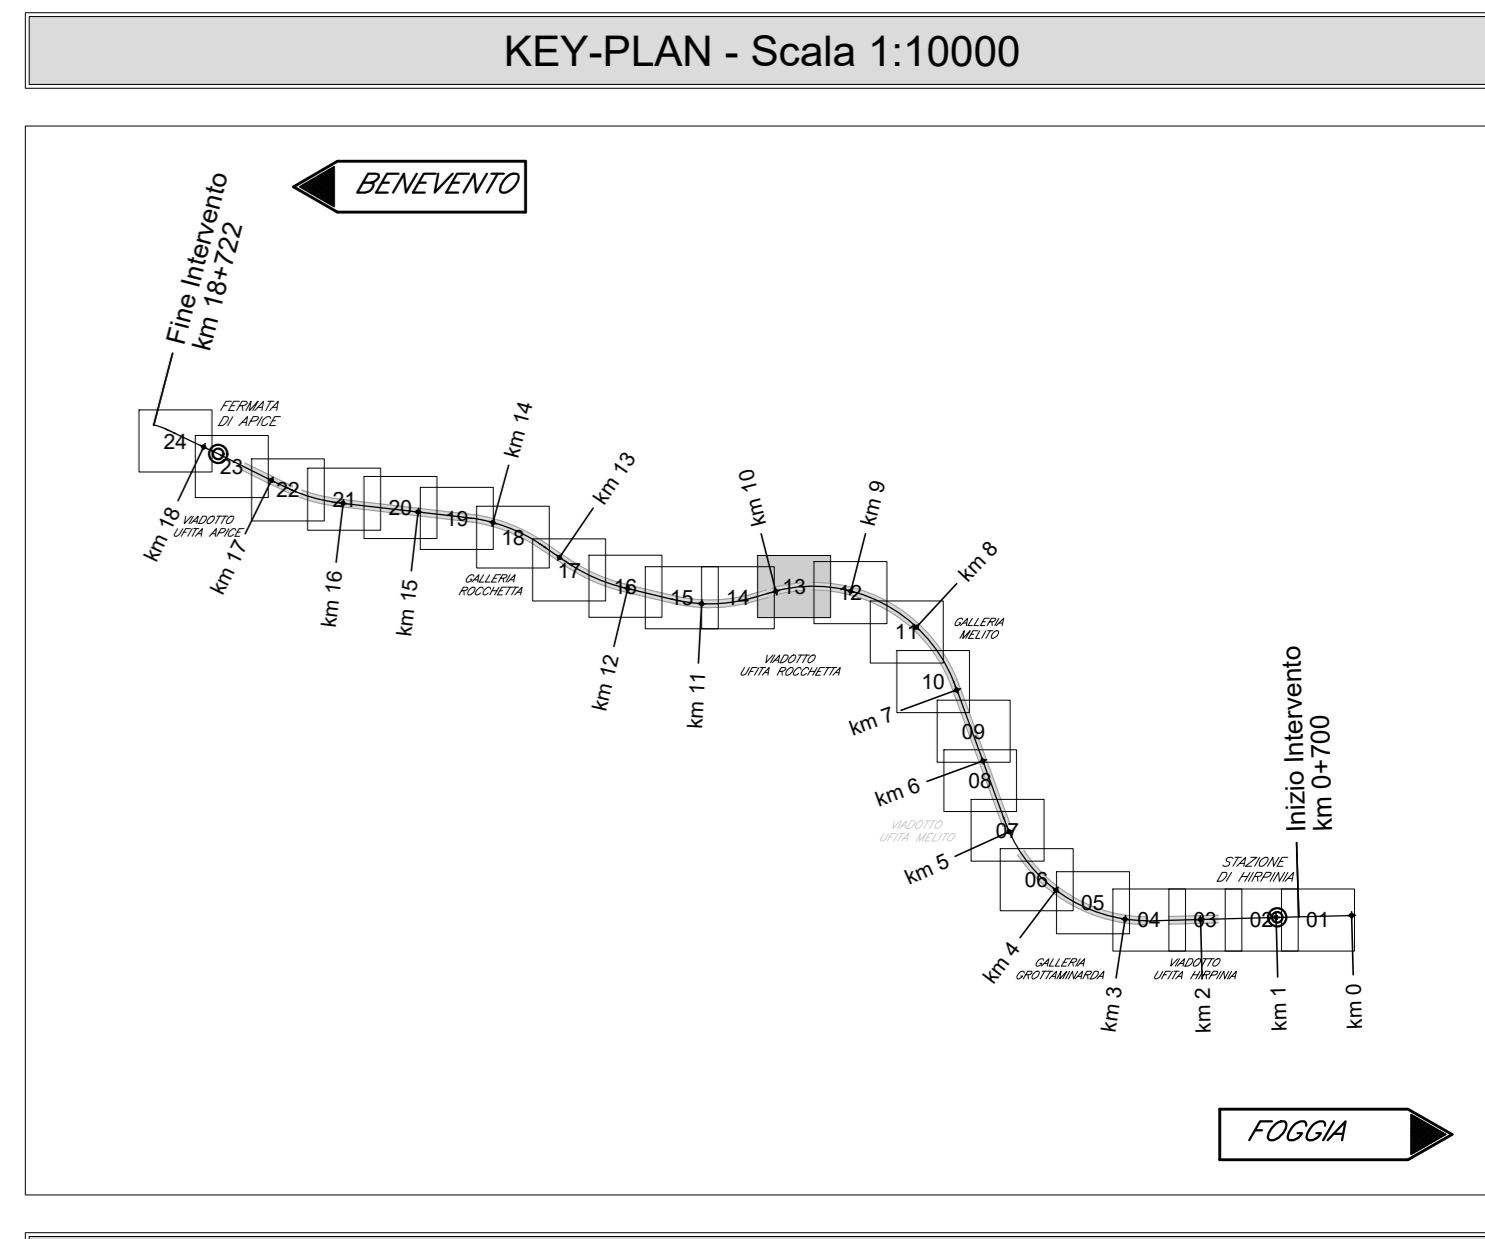 KEY-PLAN - Scala 1:10000
BENEVENTO
Fine Intervento
km 18+722
FERMATA
DI APICE
24
23
22
21
20
19
18
17
16
15
14
13
12
11
10
09
08
07
06
05
04
03
02
01
VIADOTTO
UFITA APICE
GALLERIA
ROCCHETTA
VIADOTTO
UFITA ROCCHETTA
GALLERIA
MELITO
VIADOTTO
UFITA MELITO
GALLERIA
GROTTAMINARDA
VIADOTTO
UFITA HIRPINIA
STAZIONE
DI HIRPINIA
Inizio Intervento
km 0+700
km 18
km 17
km 16
km 15
km 14
km 13
km 12
km 11
km 10
km 9
km 8
km 7
km 6
km 5
km 4
km 3
km 2
km 1
km 0
FOGGIA